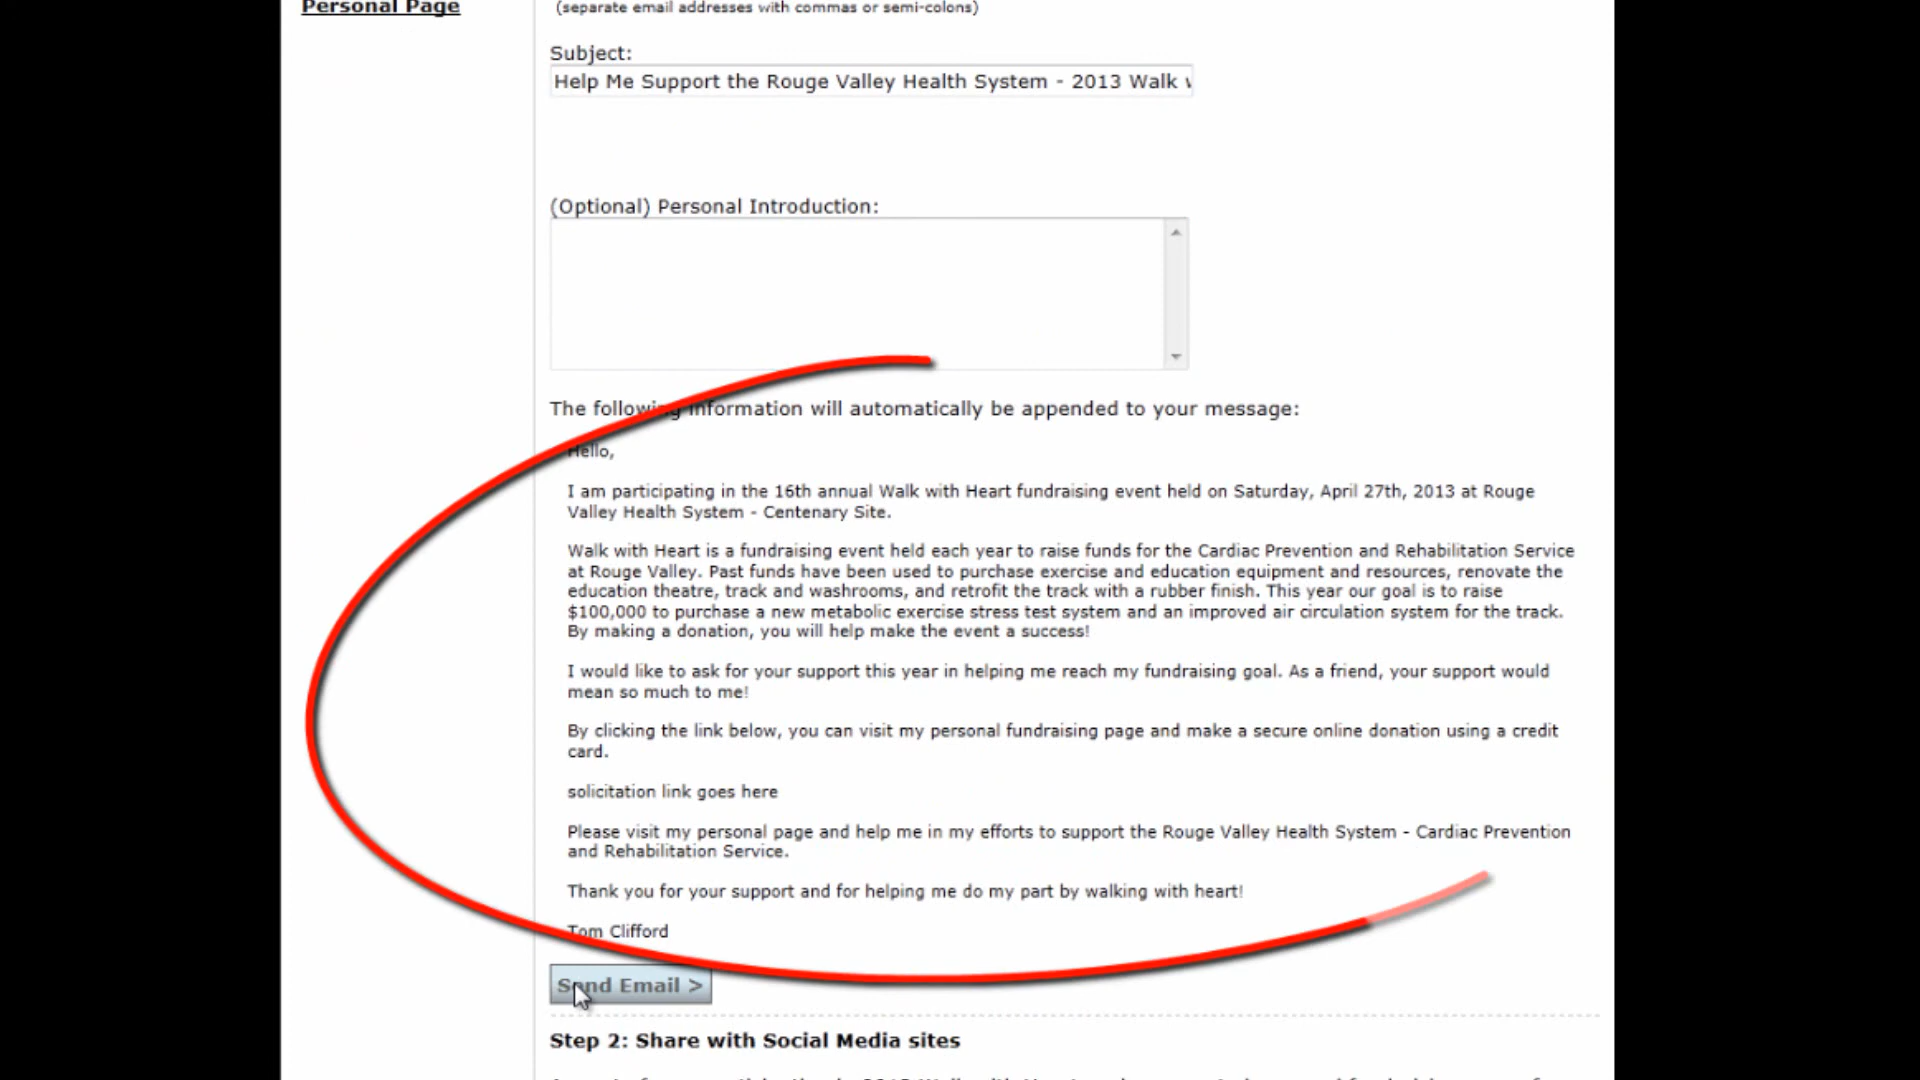 Personal Page
(separate email addresses with commas or semi-colons)
Subject:
Help Me Support the Rouge Valley Health System - 2013 Walk
(Optional) Personal Introduction:
The following information will automatically be appended to your message:
Hello,
I am participating in the 16th annual Walk with Heart fundraising event held on Saturday, April 27th, 2013 at Rouge
Valley Health System - Centenary Site.
Walk with Heart is a fundraising event held each year to raise funds for the Cardiac Prevention and Rehabilitation Service
at Rouge Valley. Past funds have been used to purchase exercise and education equipment and resources, renovate the
education theatre, track and washrooms, and retrofit the track with a rubber finish. This year our goal is to raise
$100,000 to purchase a new metabolic exercise stress test system and an improved air circulation system for the track.
By making a donation, you will help make the event a success!
I would like to ask for your support this year in helping me reach my fundraising goal. As a friend, your support would
mean so much to me!
By clicking the link below, you can visit my personal fundraising page and make a secure online donation using a credit
card.
solicitation link goes here
Please visit my personal page and help me in my efforts to support the Rouge Valley Health System - Cardiac Prevention
and Rehabilitation Service.
Thank you for your support and for helping me do my part by walking with heart!
Tom Clifford
Send Email >
Step 2: Share with Social Media sites